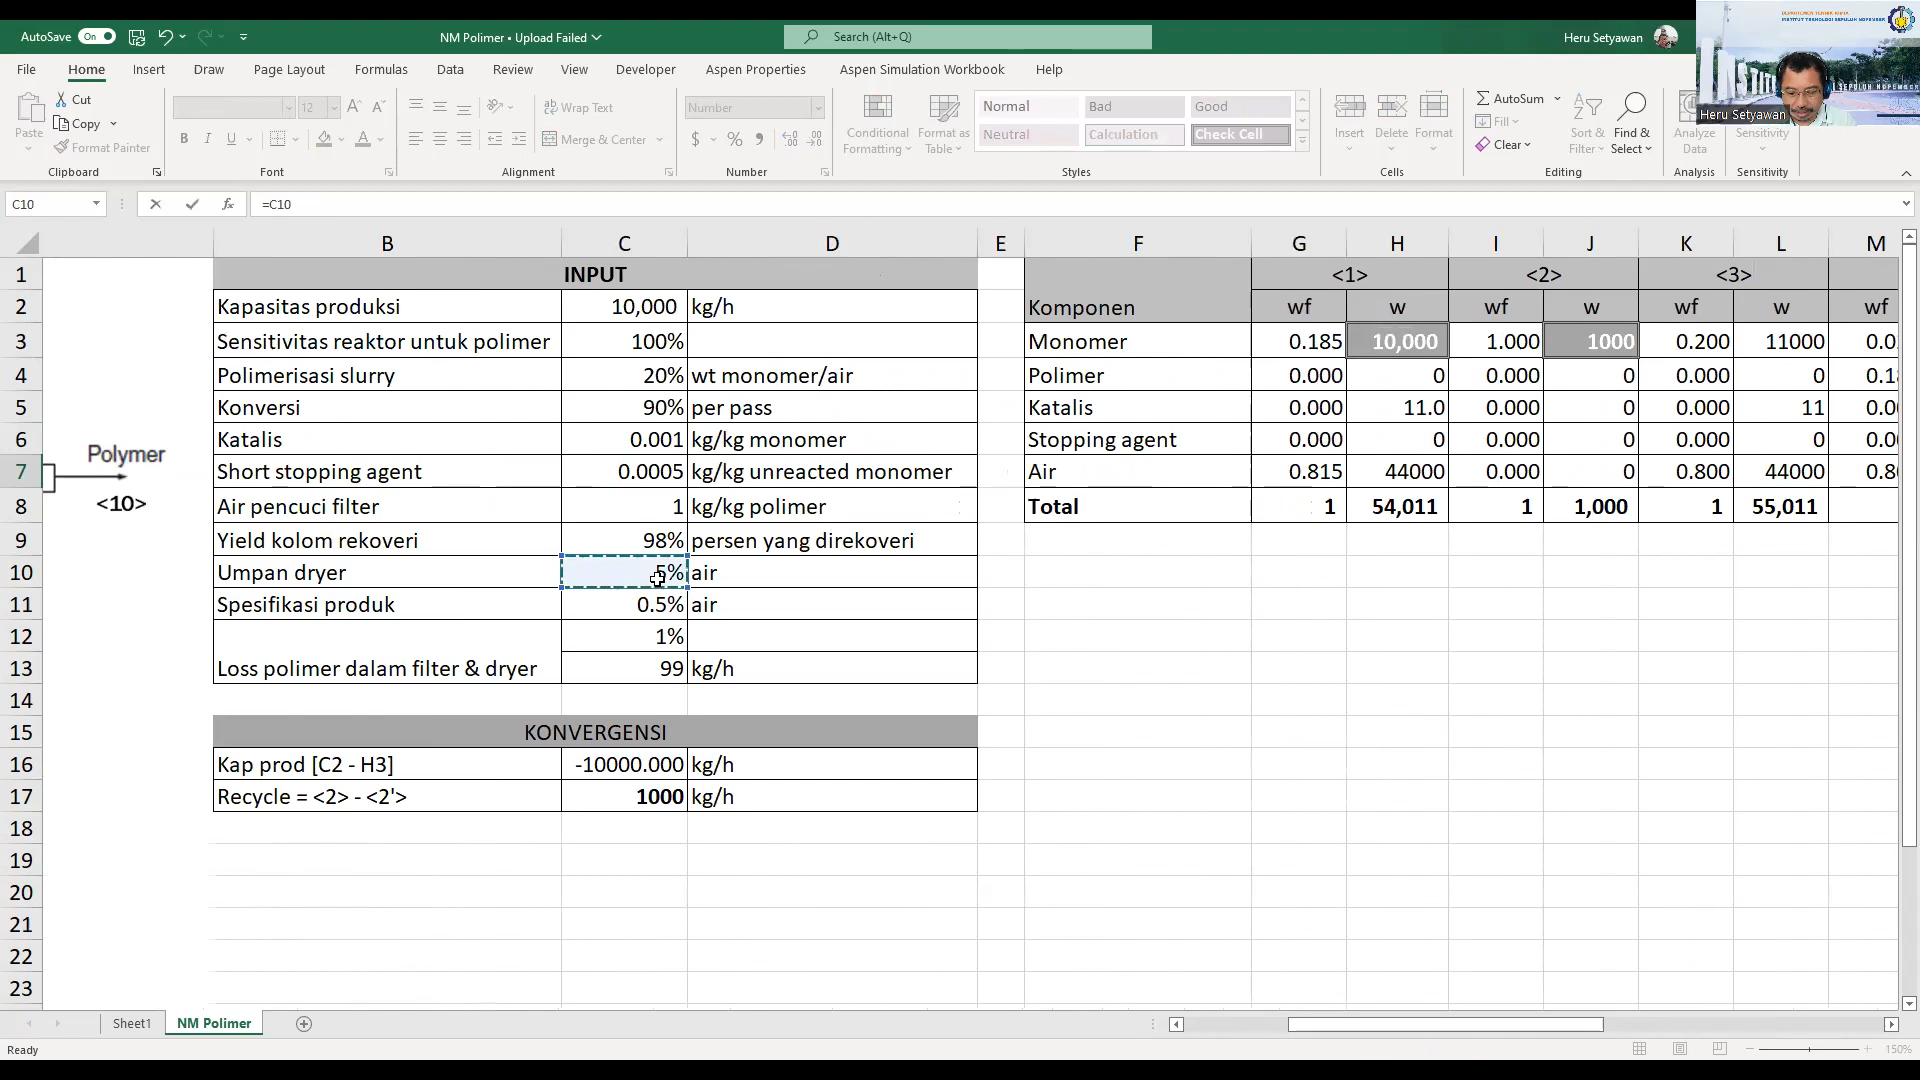 AutoSave On
NM Polimer • Upload Failed
Search (Alt+Q)
Heru Setyawan
DEPARTEMEN TEKNIK KIMIA
INSTITUT TEKNOLOGI SEPULUH NOPEMBER
File Home Insert Draw Page Layout Formulas Data Review View Developer Aspen Properties Aspen Simulation Workbook Help
Heru Setyawan
Paste
Cut
Copy
Format Painter
12
Wrap Text
Merge & Center
Number
Conditional Formatting
Format as Table
Normal Bad Good
Neutral Calculation Check Cell
Insert Delete Format
AutoSum
Fill
Clear
Sort & Filter
Find & Select
Analyze Data
Sensitivity
Clipboard Font Alignment Number Styles Cells Editing Analysis Sensitivity
C10 fx =C10
B C D E F G H I J K L M
1 INPUT <1> <2> <3>
2 Kapasitas produksi 10,000 kg/h Komponen wf w wf w wf w wf
3 Sensitivitas reaktor untuk polimer 100% Monomer 0.185 10,000 1.000 1000 0.200 11000
4 Polimerisasi slurry 20% wt monomer/air Polimer 0.000 0 0.000 0 0.000 0
5 Konversi 90% per pass Katalis 0.000 11.0 0.000 0 0.000 11
6 Katalis 0.001 kg/kg monomer Stopping agent 0.000 0 0.000 0 0.000 0
Polymer
7 Short stopping agent 0.0005 kg/kg unreacted monomer Air 0.815 44000 0.000 0 0.800 44000
<10>
8 Air pencuci filter 1 kg/kg polimer Total 1 54,011 1 1,000 1 55,011
9 Yield kolom rekoveri 98% persen yang direkoveri
10 Umpan dryer 5% air
11 Spesifikasi produk 0.5% air
12 1%
13 Loss polimer dalam filter & dryer 99 kg/h
14
15 KONVERGENSI
16 Kap prod [C2 - H3] -10000.000 kg/h
17 Recycle = <2> - <2'> 1000 kg/h
18
19
20
21
22
23
Sheet1 NM Polimer
Ready
150%